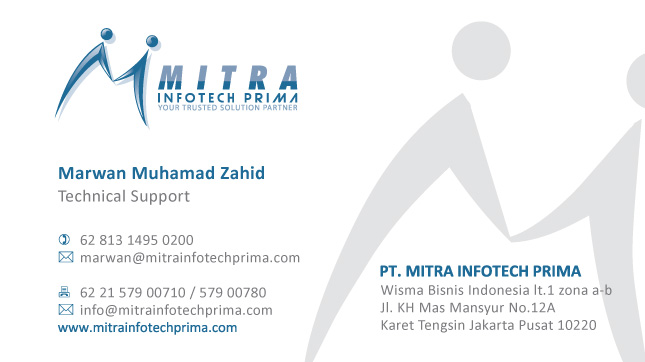 MITRA
INFOTECH PRIMA
YOUR TRUSTED SOLUTION PARTNER
Marwan Muhamad Zahid
Technical Support
62 813 1495 0200
marwan@mitrainfotechprima.com
62 21 579 00710 / 579 00780
info@mitrainfotechprima.com
www.mitrainfotechprima.com
PT. MITRA INFOTECH PRIMA
Wisma Bisnis Indonesia lt.1 zona a-b
Jl. KH Mas Mansyur No.12A
Karet Tengsin Jakarta Pusat 10220